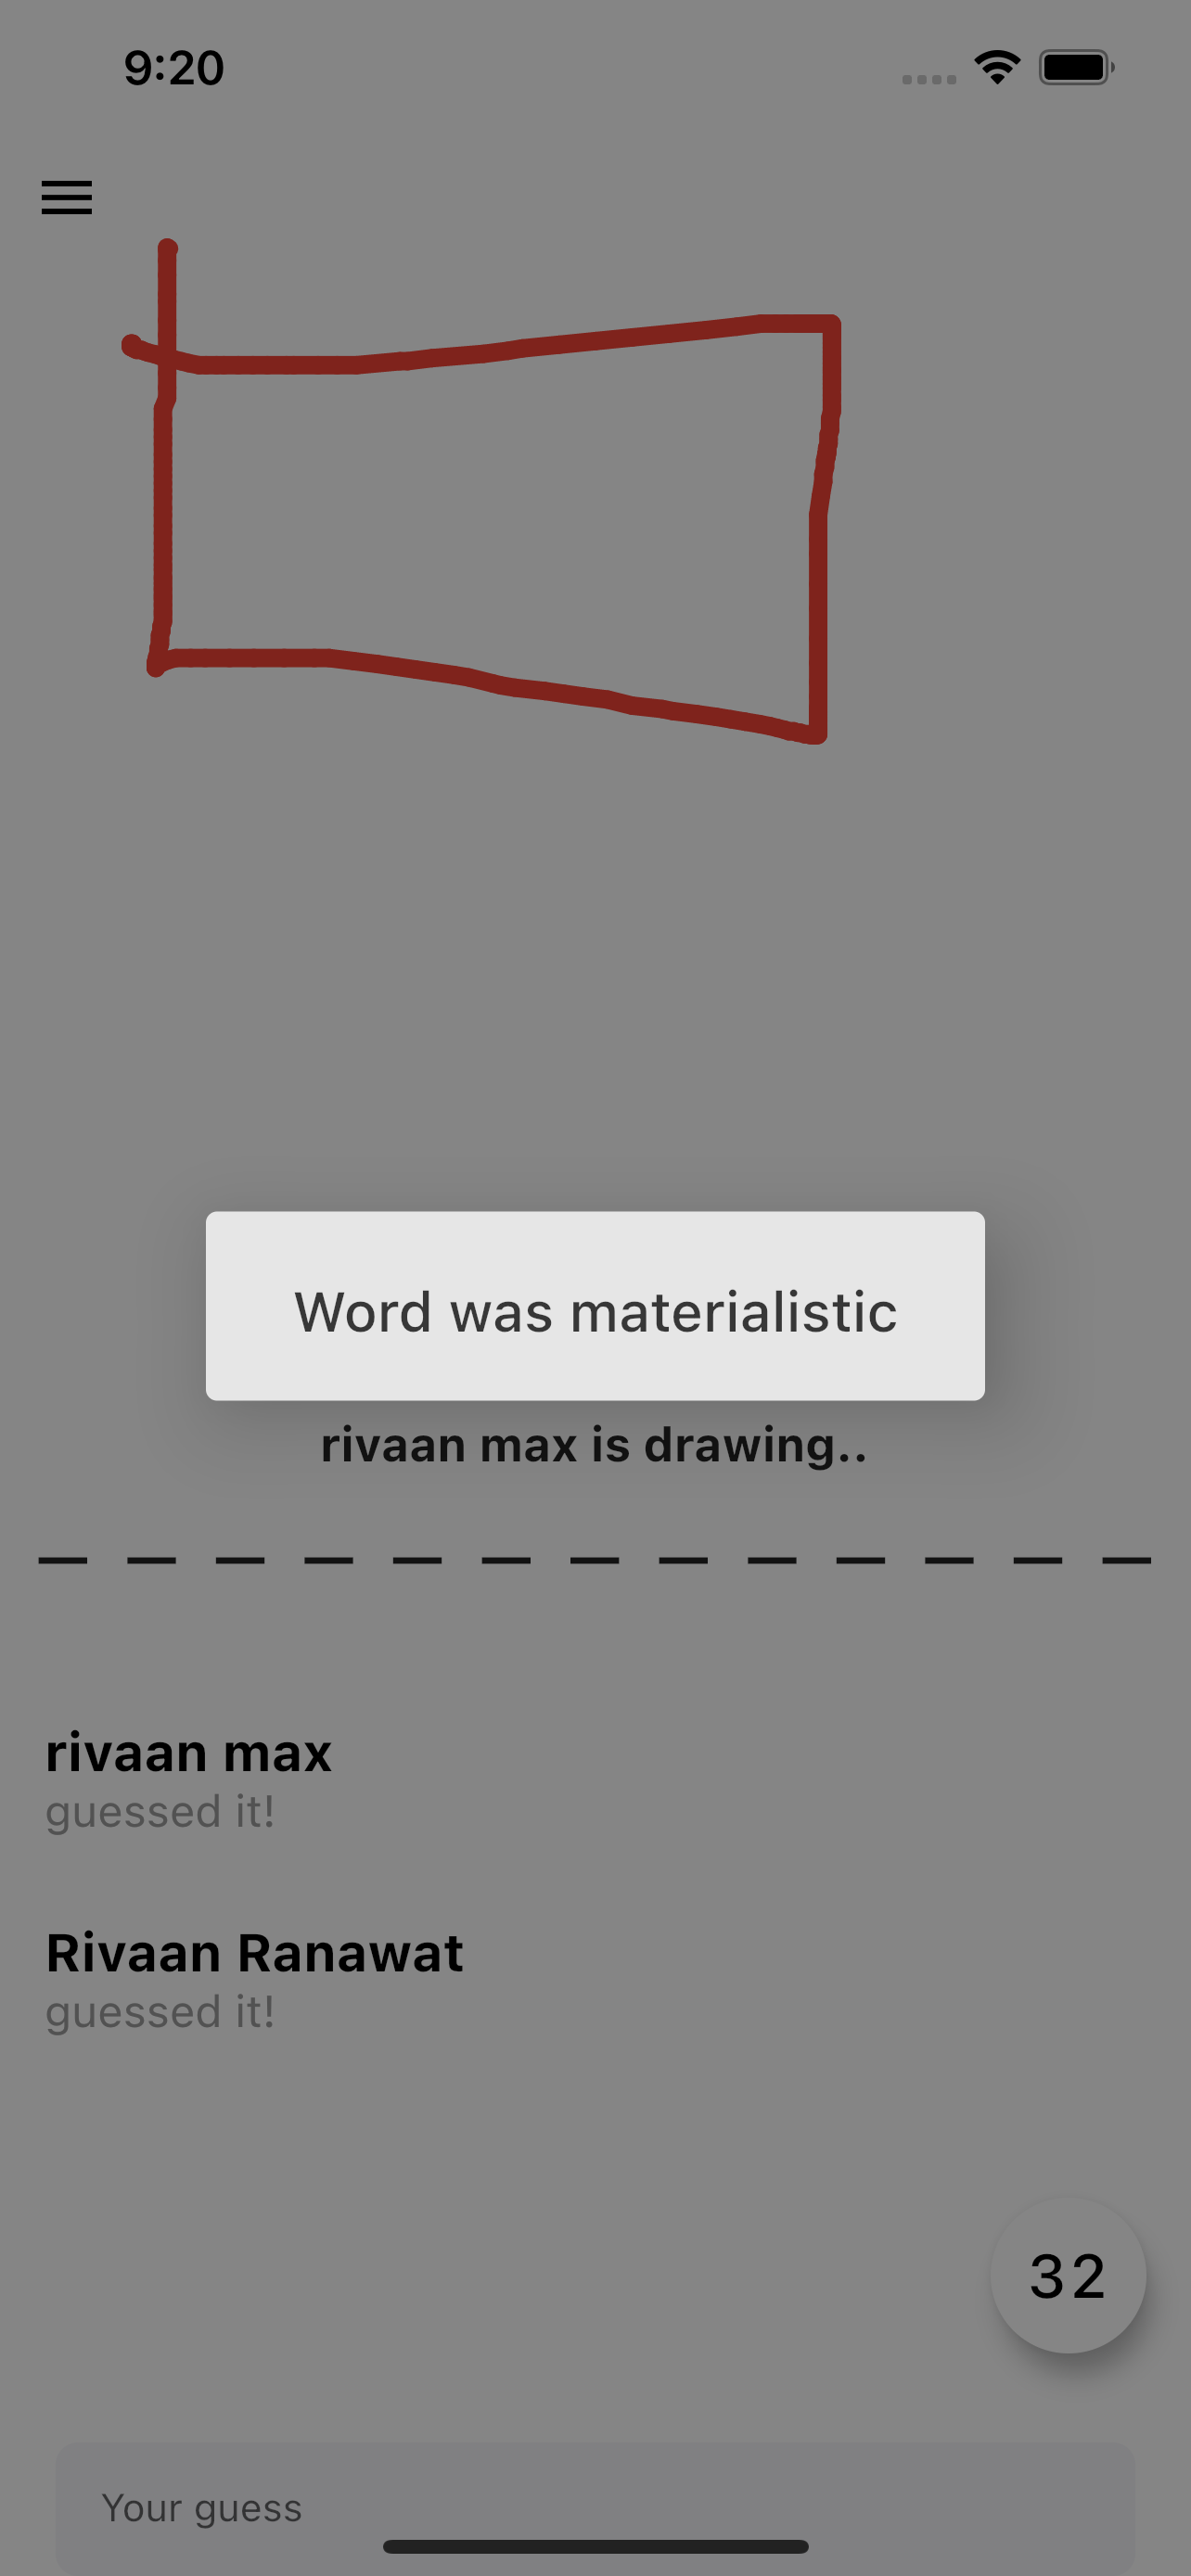 9:20
Word was materialistic
rivaan max is drawing..
rivaan max
guessed it!
Rivaan Ranawat
guessed it!
32
Your guess